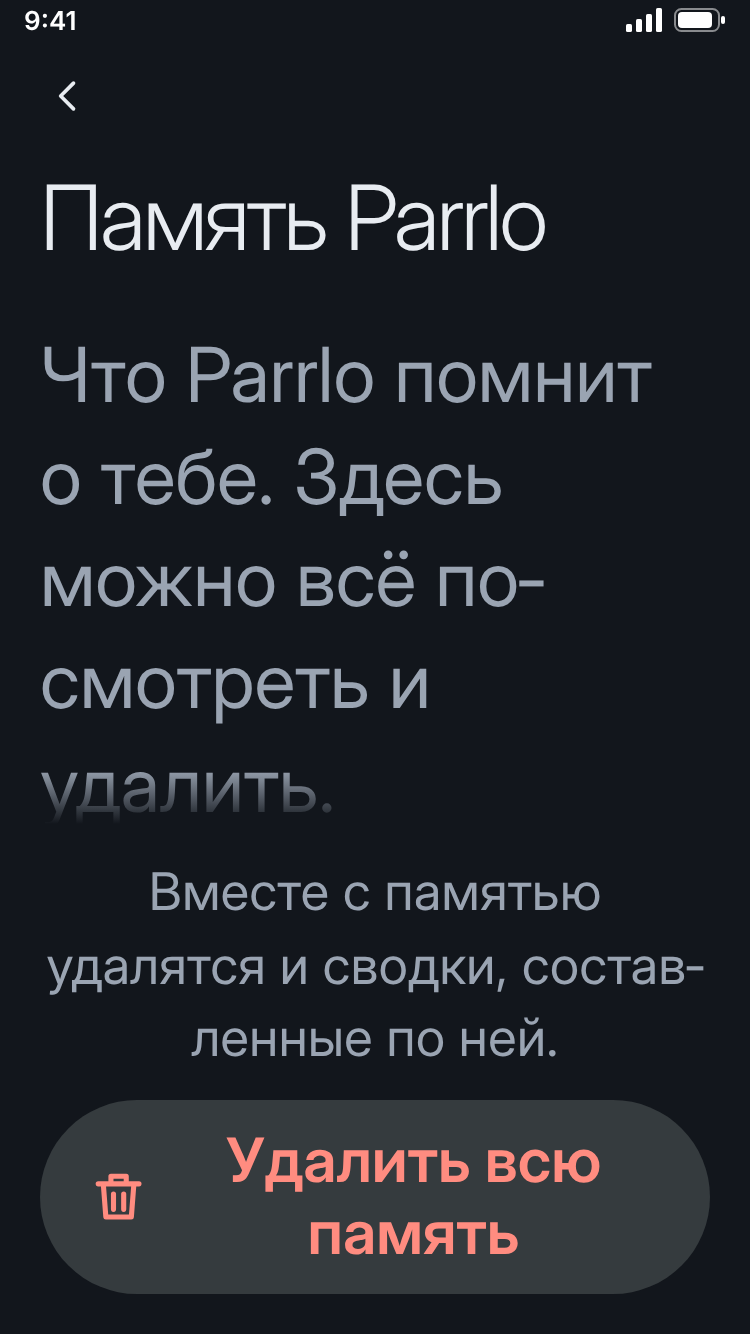 9:41
Память Parrlo
Что Parrlo помнит
о тебе. Здесь
можно всё по-
смотреть и
удалить.
Вместе с памятью
удалятся и сводки, состав-
ленные по ней.
Удалить всю
память